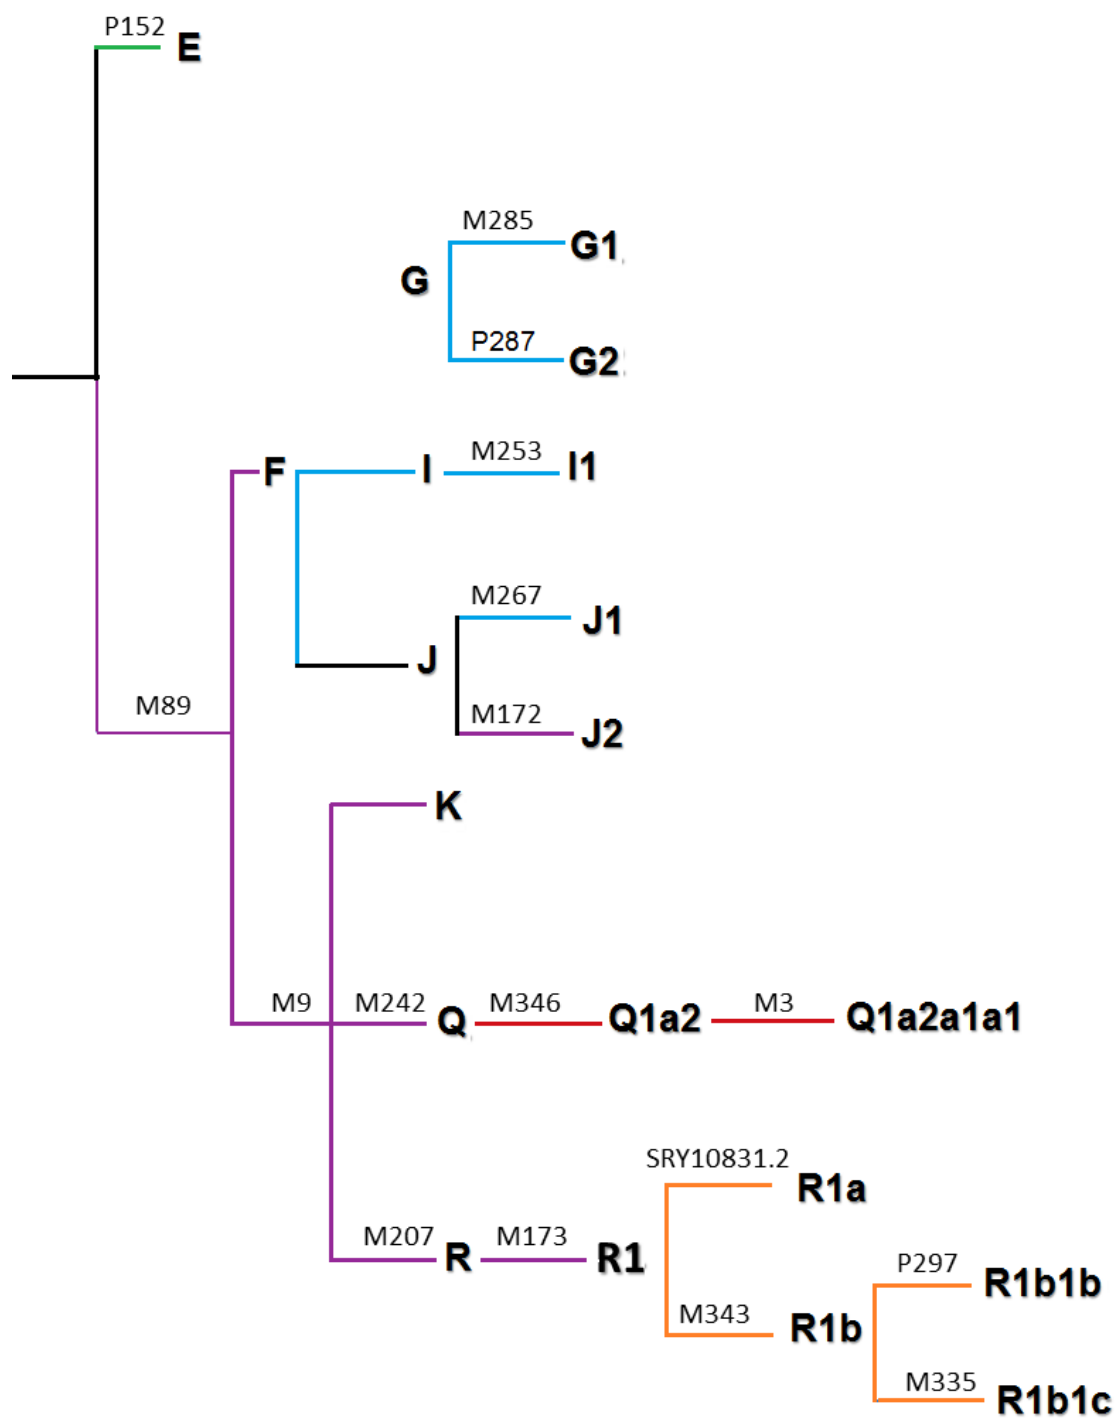 P152
E
M285
G1
G
P287
G2
F
I
M253
I1
M267
J1
J
M172
J2
M89
K
M9
M242
Q
M346
Q1a2
M3
Q1a2a1a1
SRY10831.2
R1a
M207
R
M173
R1
P297
R1b1b
M343
R1b
M335
R1b1c